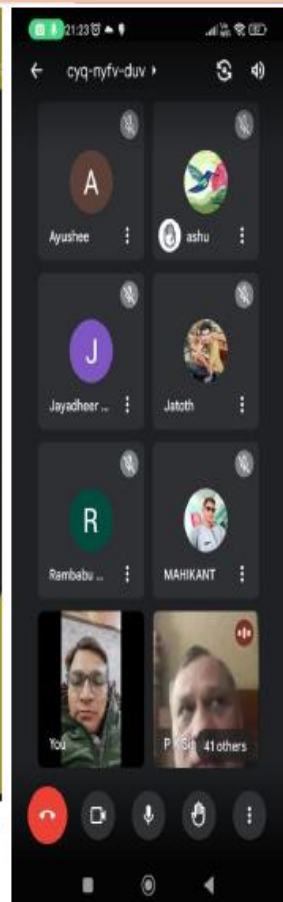 21:23
cyq-nyfv-duv
A
Ayushee
ashu
J
Jayadheer ...
Jatoth
R
Rambabu ...
MAHIKANT
You
41 others